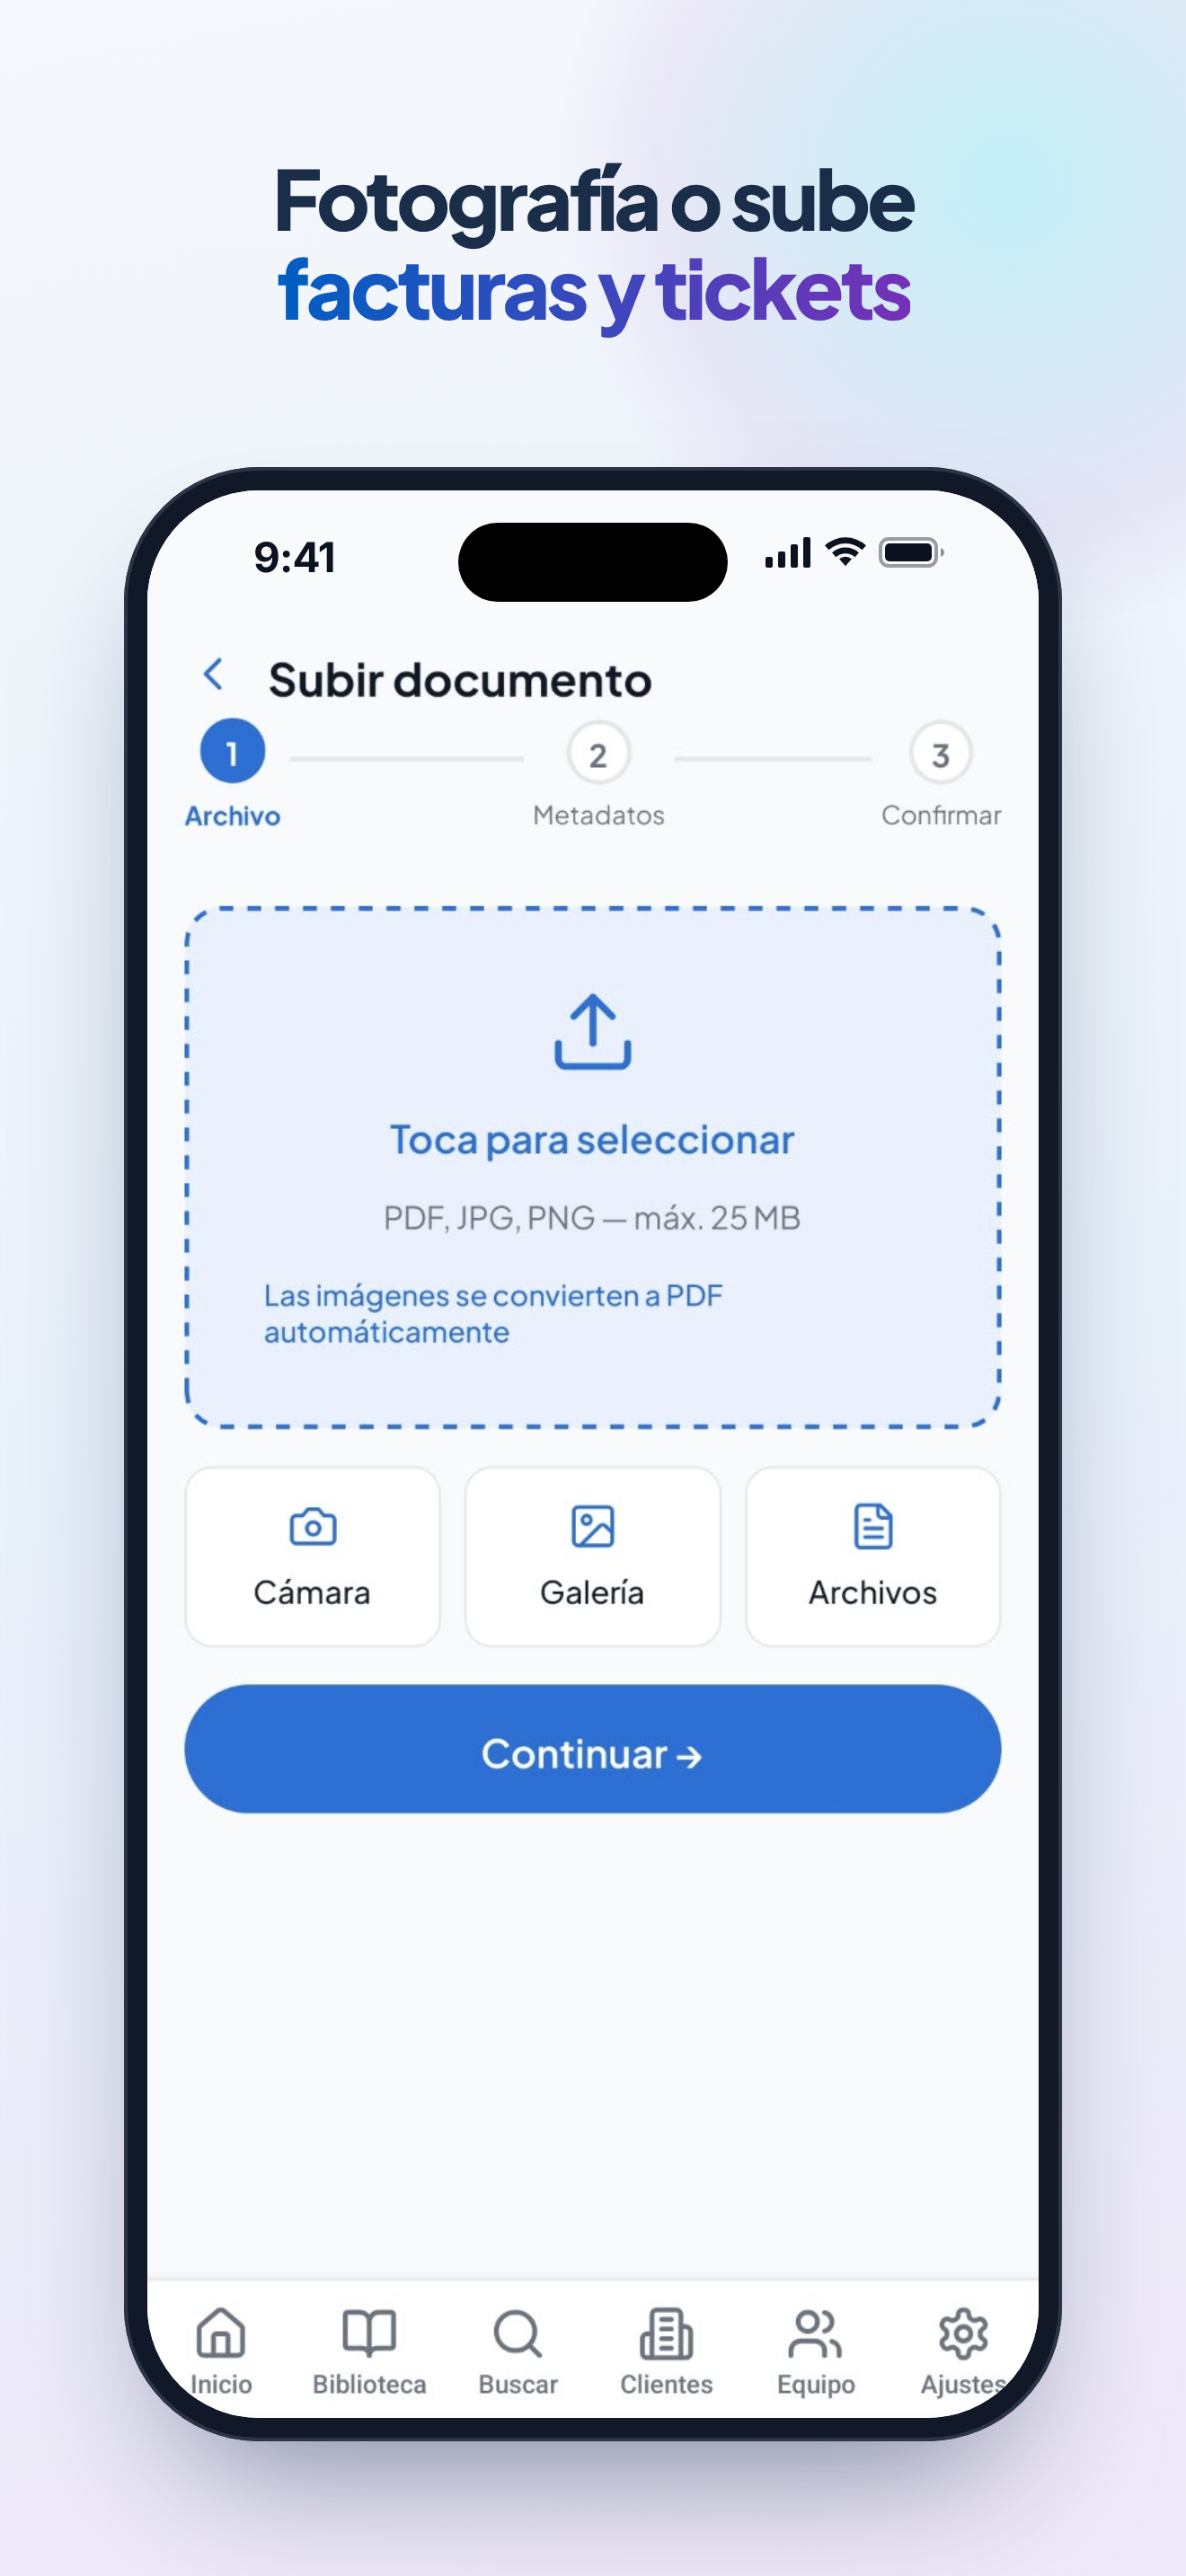 Fotografía o sube
facturas y tickets
9:41
Subir documento
1
2
3
Archivo
Metadatos
Confirmar
Toca para seleccionar
PDF, JPG, PNG — máx. 25 MB
Las imágenes se convierten a PDF
automáticamente
Cámara
Galería
Archivos
Continuar →
Inicio
Biblioteca
Buscar
Clientes
Equipo
Ajustes